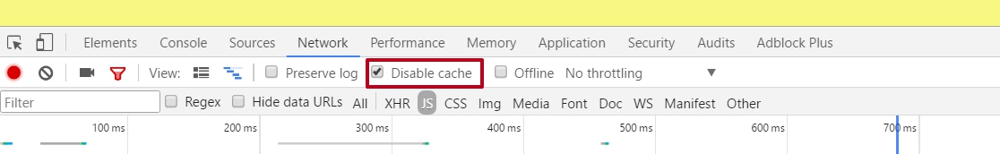 Elements Console Sources Network Performance Memory Application Security Audits Adblock Plus
View: Preserve log Disable cache Offline No throttling
Filter Regex Hide data URLs All XHR JS CSS Img Media Font Doc WS Manifest Other
100 ms 200 ms 300 ms 400 ms 500 ms 600 ms 700 ms